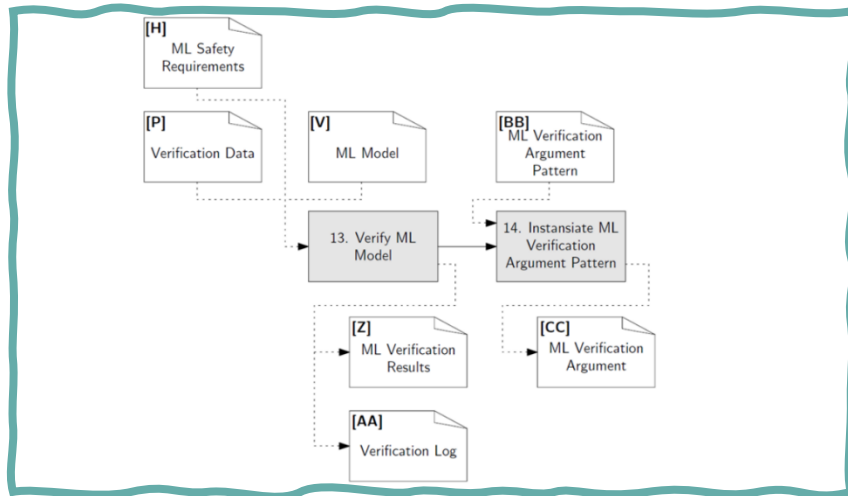 [H]
ML Safety
Requirements
[P]
Verification Data
[V]
ML Model
[BB]
ML Verification
Argument
Pattern
13. Verify ML
Model
14. Instansiate ML
Verification
Argument Pattern
[Z]
ML Verification
Results
[CC]
ML Verification
Argument
[AA]
Verification Log